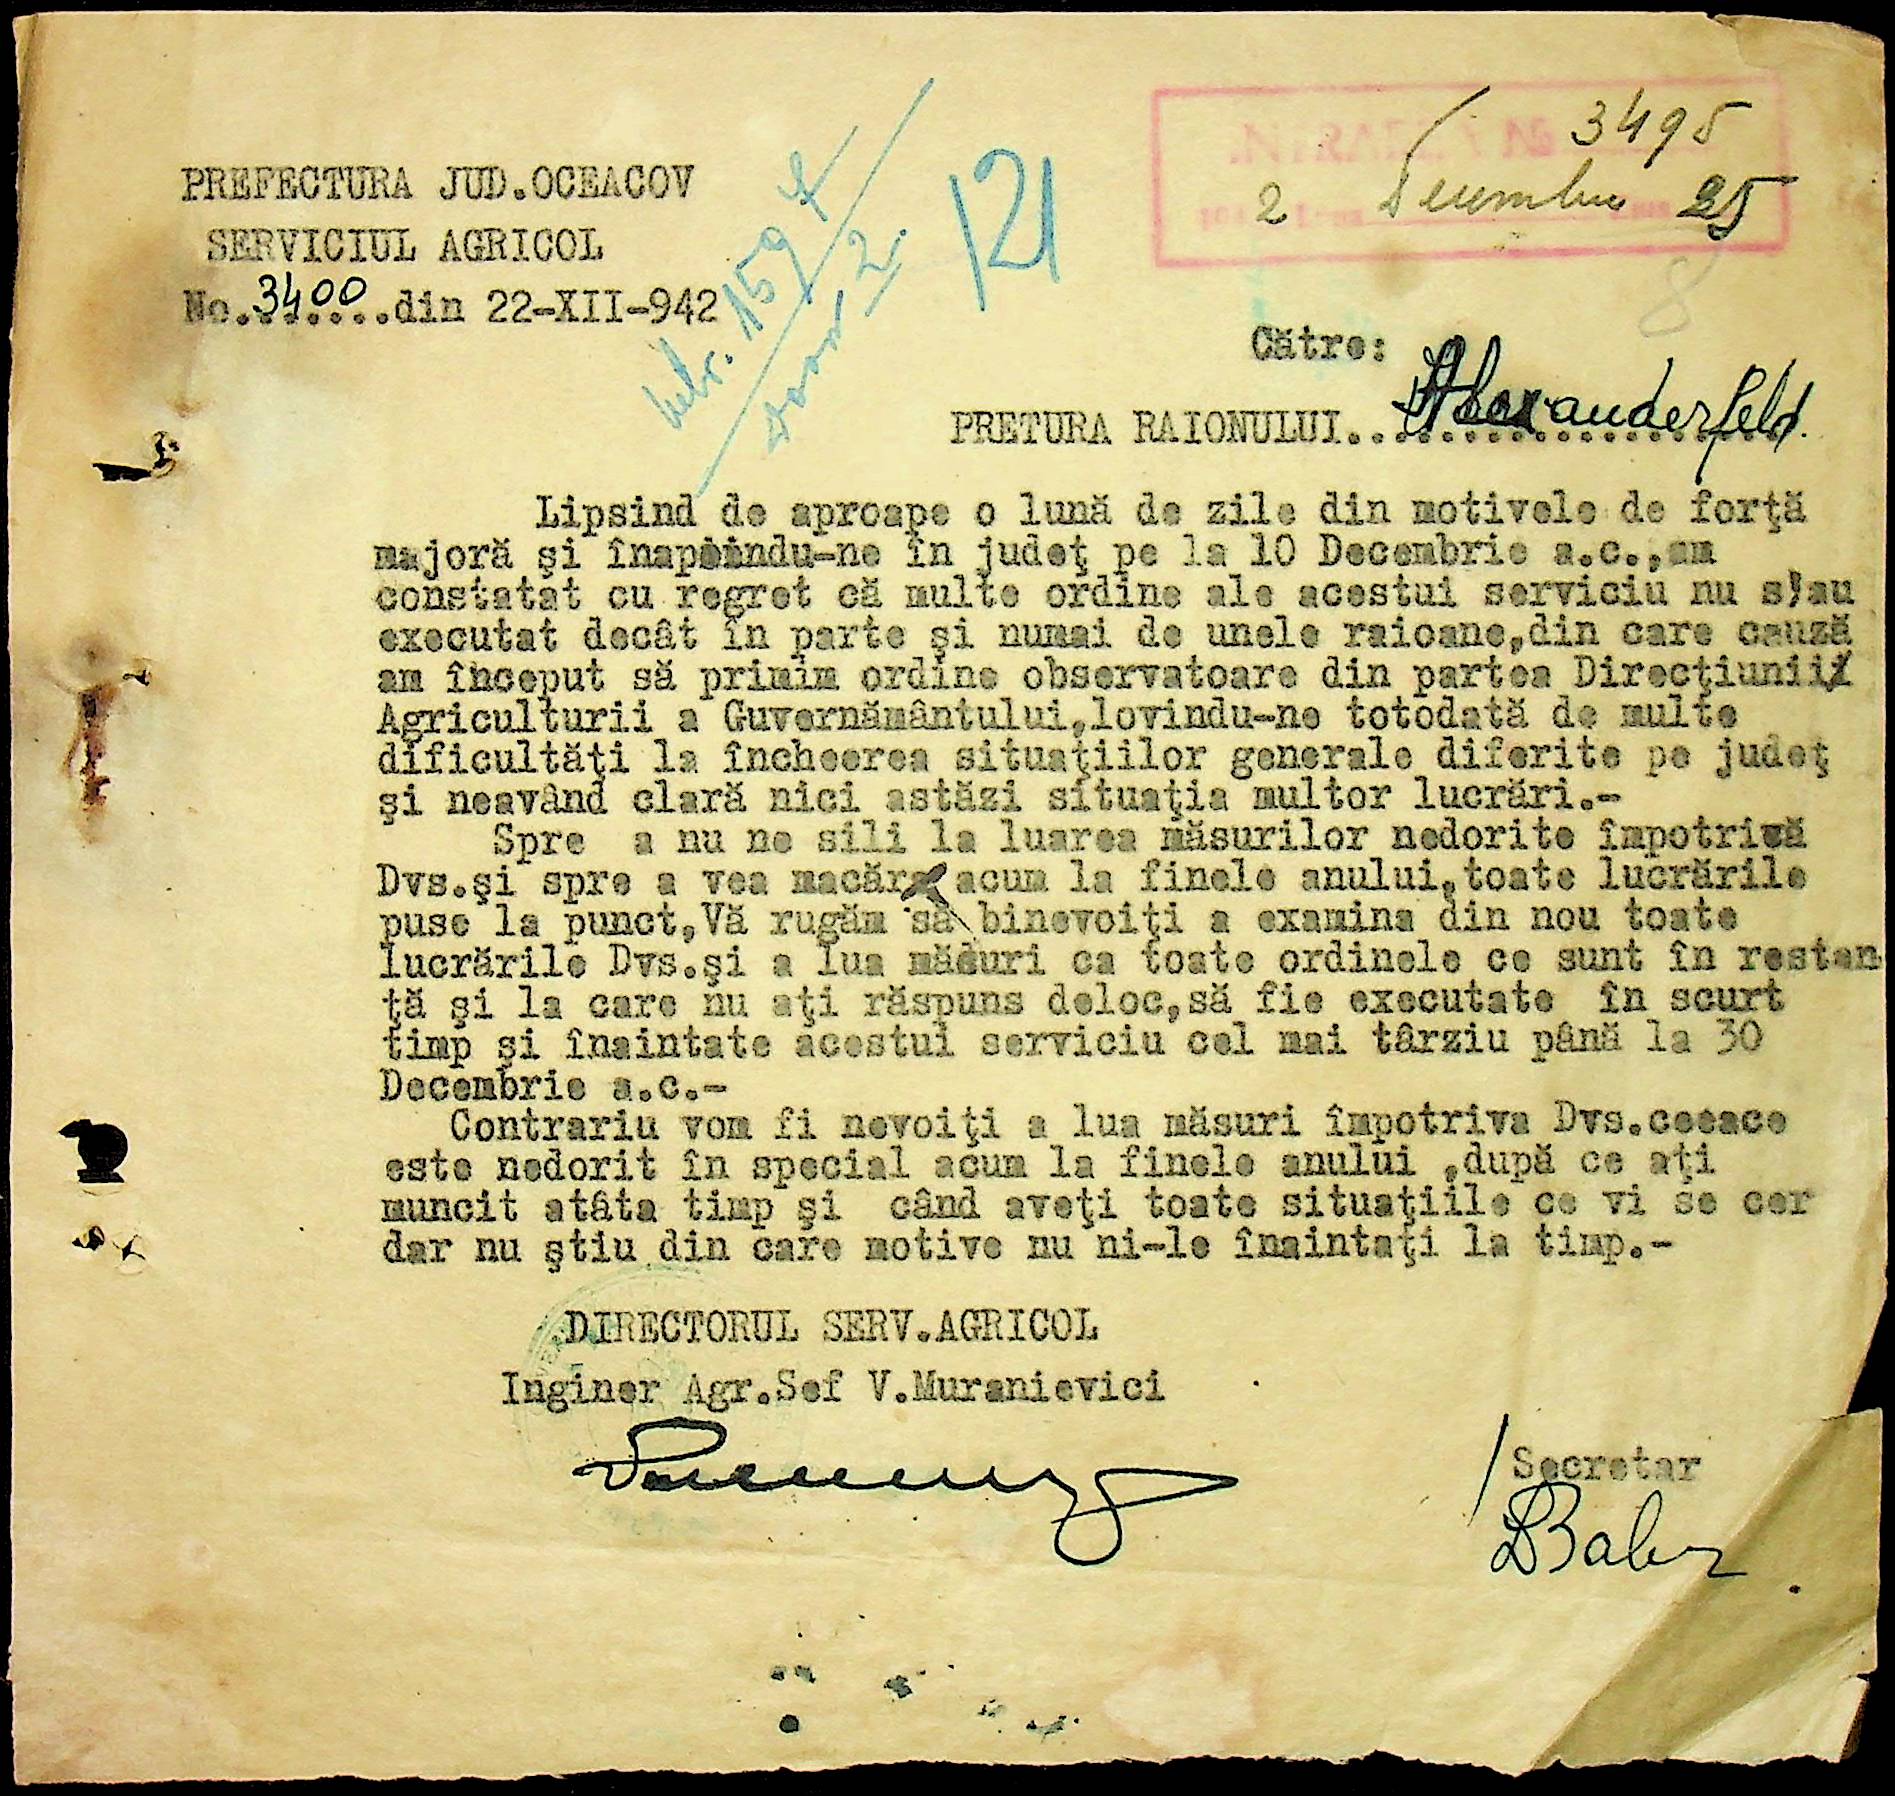 3495
2 Decembrie 25
121
PREFECTURA JUD.OCEACOV
SERVICIUL AGRICOL
No.3400.din 22-XII-942
1597
8
Către:
PRETURA RAIONULUI...Alexanderfeld.
Lipsind de aproape o lună de zile din motivele de forţă
majoră şi înapoindu-ne în judeţ pe la 10 Decembrie a.c.,am
constatat cu regret că multe ordine ale acestui serviciu nu s'au
executat decât în parte şi numai de unele raioane,din care cauză
am început să primim ordine observatoare din partea Direcţiunii
Agriculturii a Guvernământului,lovindu-ne totodată de multe
dificultăţi la încheerea situaţiilor generale diferite pe judeţ
şi neavând clară nici astăzi situaţia multor lucrări.-
Spre a nu ne sili la luarea măsurilor nedorite împotrivă
Dvs.şi spre a vea macăra acum la finele anului,toate lucrările
puse la punct,Vă rugăm să binevoiţi a examina din nou toate
lucrările Dvs.şi a lua măsuri ca toate ordinele ce sunt în restan
ţă şi la care nu aţi răspuns deloc,să fie executate în scurt
timp şi înaintate acestui serviciu cel mai târziu până la 30
Decembrie a.c.-
Contrariu vom fi nevoiţi a lua măsuri împotriva Dvs.ceeace
este nedorit în special acum la finele anului ,după ce aţi
muncit atâta timp şi când aveţi toate situaţiile ce vi se cer
dar nu ştiu din care motive nu ni-le înaintaţi la timp.-
DIRECTORUL SERV.AGRICOL
Inginer Agr.Sef V.Muranievici
Secretar